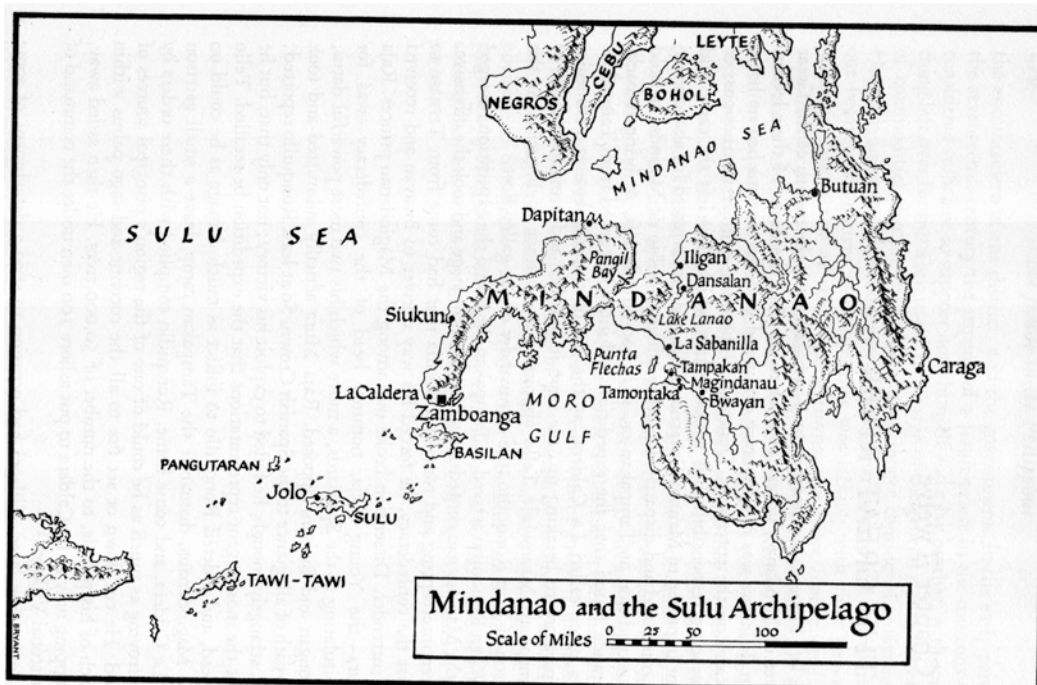 LEYTE
CEBU
NEGROS
BOHOL
MINDANAO SEA
SULU SEA
Butuan
Dapitan
Pangil
Bay
Iligan
Dansalan
MINDANAO
Lake Lanao
Siukun
La Sabanilla
Punta
Flechas
Tampakan
Caraga
Magindanau
La Caldera
Tamontaka
Bwayan
Zamboanga
MORO
GULF
BASILAN
PANGUTARAN
Jolo
SULU
TAWI-TAWI
Mindanao and the Sulu Archipelago
Scale of Miles 0 25 50 100
S. BRYANT